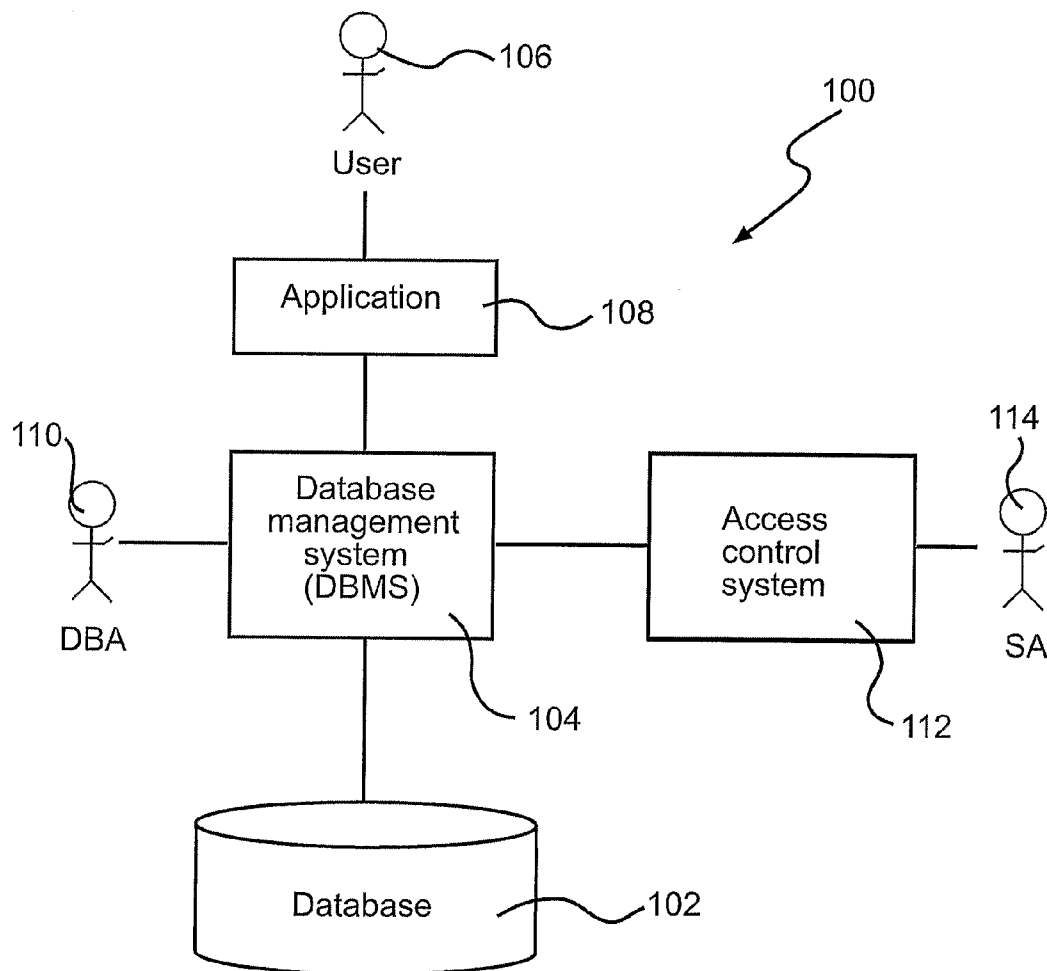 106
100
User
Application
108
110
114
Database
management
system
(DBMS)
Access
control
system
DBA
SA
104
112
Database
102